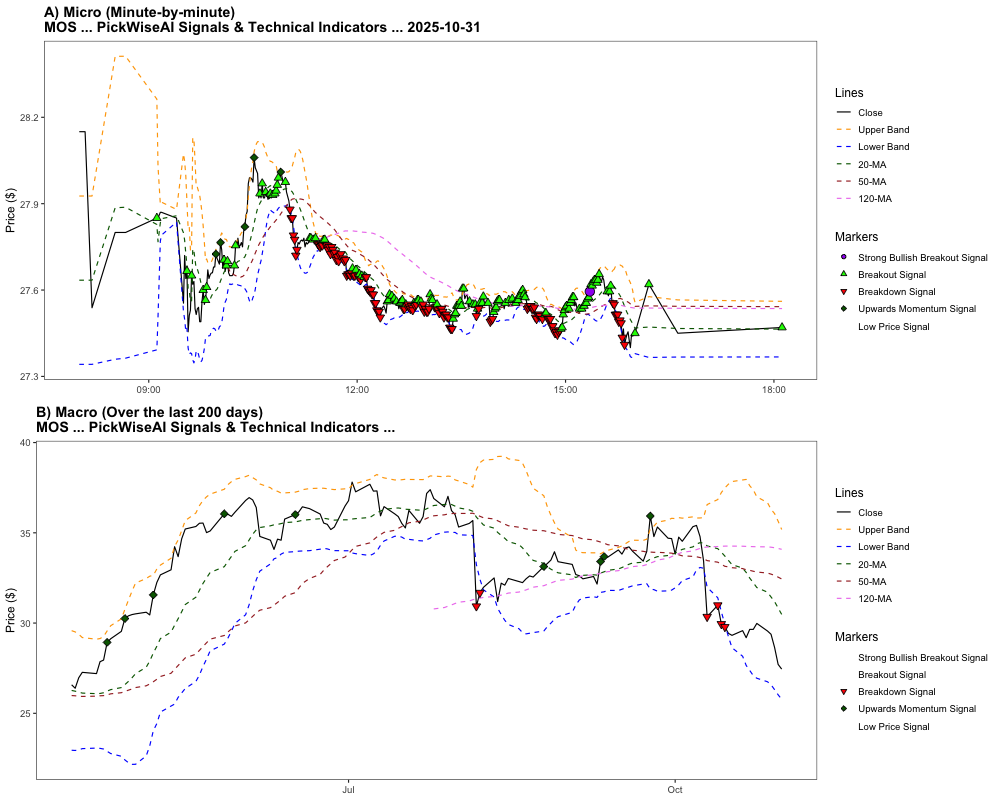 A) Micro (Minute-by-minute)
MOS ... PickWiseAI Signals & Technical Indicators ... 2025-10-31
Price ($)
28.2
27.9
27.6
27.3
09:00
12:00
15:00
18:00
Lines
Close
Upper Band
Lower Band
20-MA
50-MA
120-MA
Markers
Strong Bullish Breakout Signal
Breakout Signal
Breakdown Signal
Upwards Momentum Signal
Low Price Signal
B) Macro (Over the last 200 days)
MOS ... PickWiseAI Signals & Technical Indicators ...
Price ($)
40
35
30
25
Jul
Oct
Lines
Close
Upper Band
Lower Band
20-MA
50-MA
120-MA
Markers
Strong Bullish Breakout Signal
Breakout Signal
Breakdown Signal
Upwards Momentum Signal
Low Price Signal